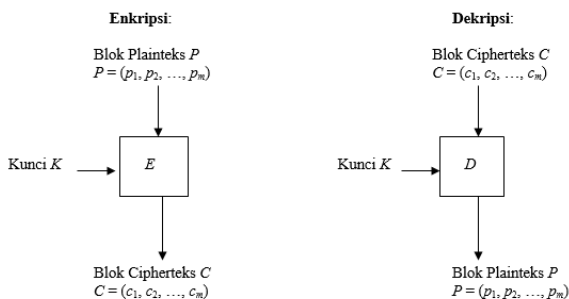 Enkripsi:
Blok Plainteks P
P = (p1, p2, …, pm)
Kunci K
E
Blok Cipherteks C
C = (c1, c2, …, cm)
Dekripsi:
Blok Cipherteks C
C = (c1, c2, …, cm)
Kunci K
D
Blok Plainteks P
P = (p1, p2, …, pm)